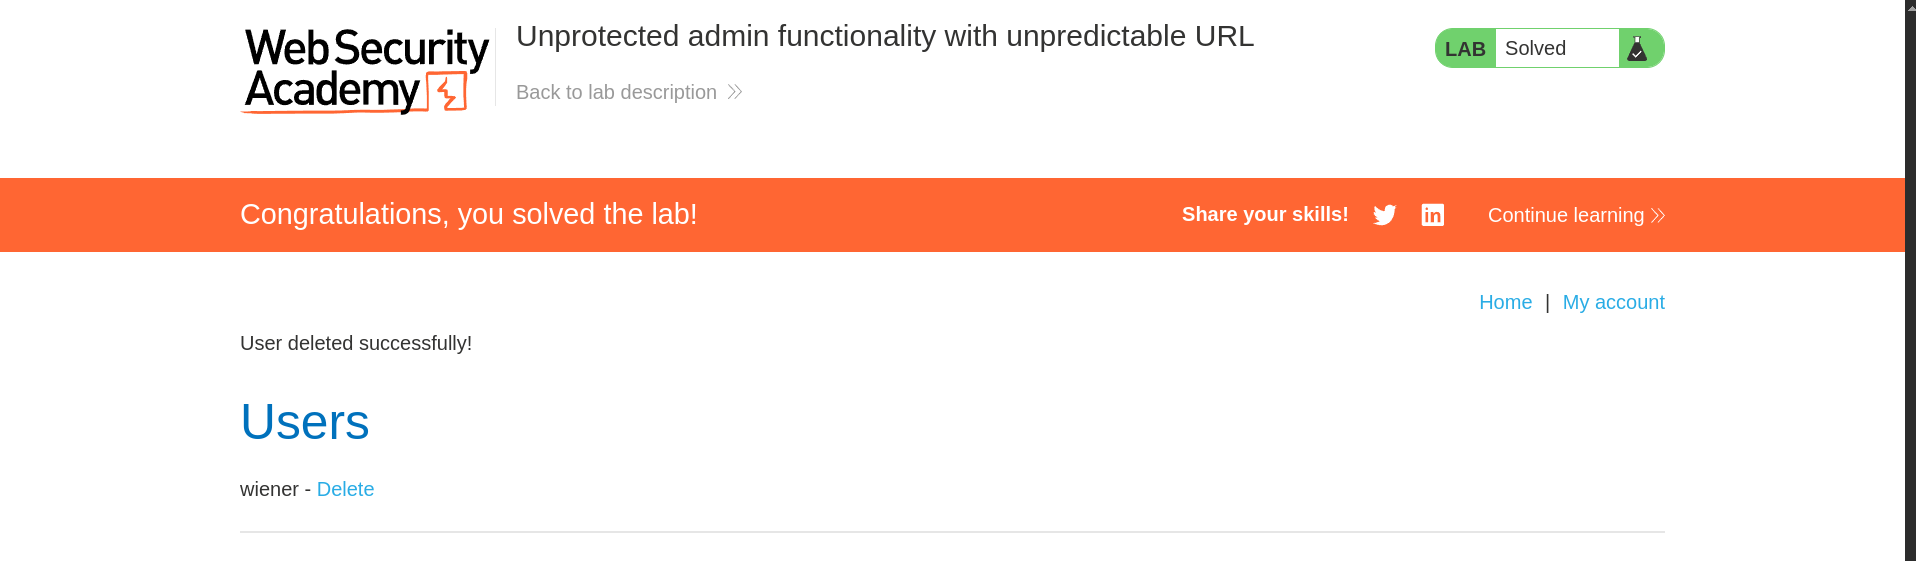 Web Security
Academy
Unprotected admin functionality with unpredictable URL
Back to lab description
LAB Solved
Congratulations, you solved the lab!
Share your skills! in Continue learning
Home | My account
User deleted successfully!
Users
wiener - Delete